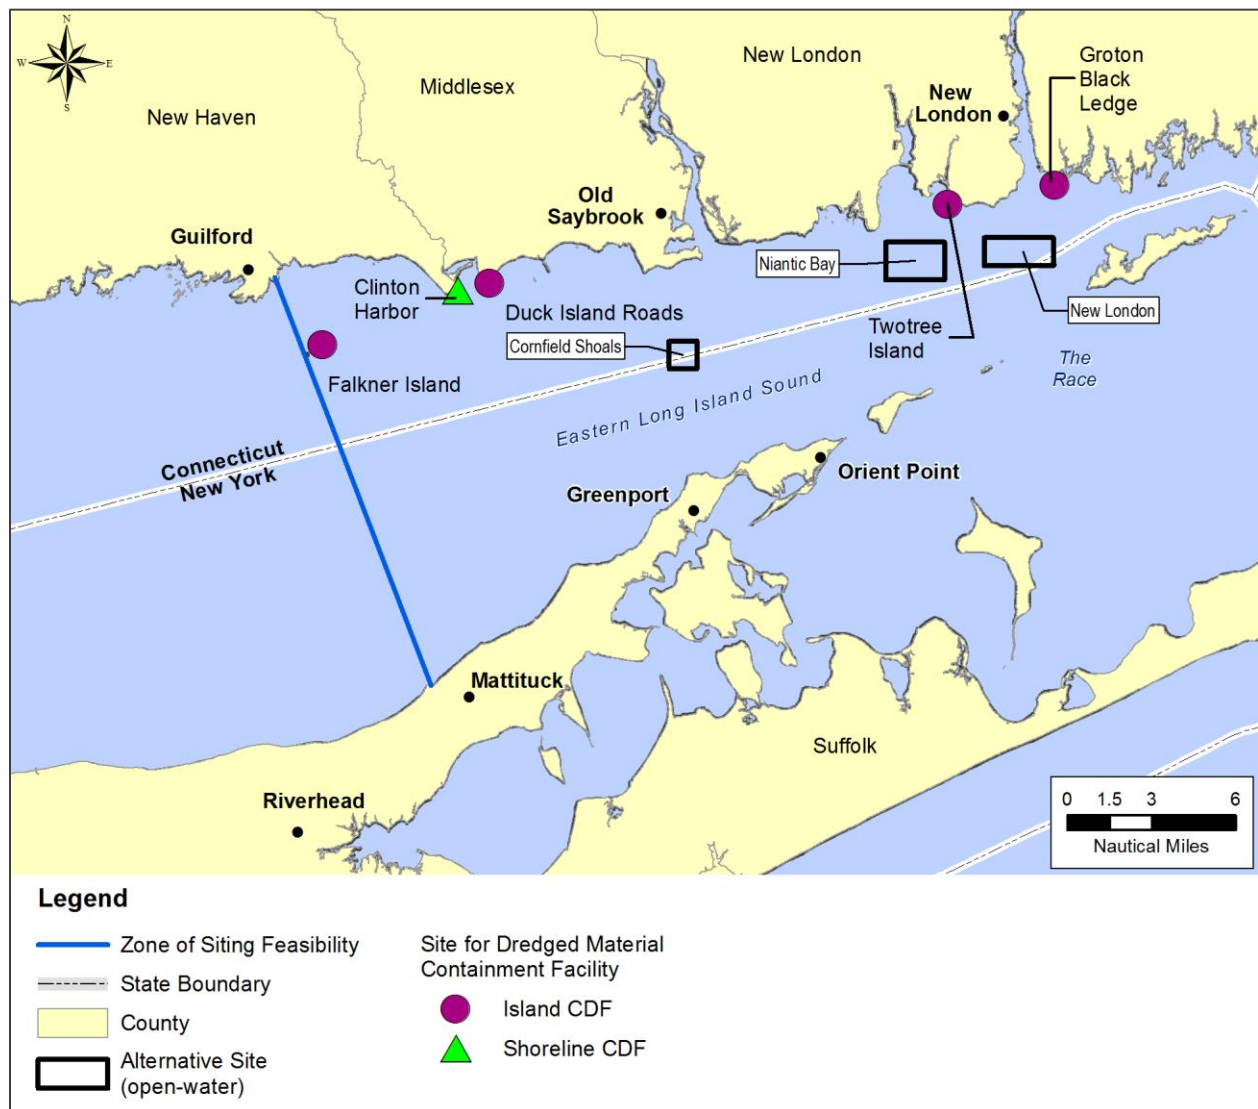 N
W
E
S
New Haven
Middlesex
New London
Groton
Black
Ledge
New
London
Old
Saybrook
Guilford
Clinton
Harbor
Duck Island Roads
Niantic Bay
New London
Twotree
Island
Cornfield Shoals
The
Race
Falkner Island
Eastern Long Island Sound
Connecticut
New York
Orient Point
Greenport
Mattituck
Suffolk
Riverhead
0 1.5 3 6
Nautical Miles
Legend
Zone of Siting Feasibility
State Boundary
County
Alternative Site
(open-water)
Site for Dredged Material
Containment Facility
Island CDF
Shoreline CDF